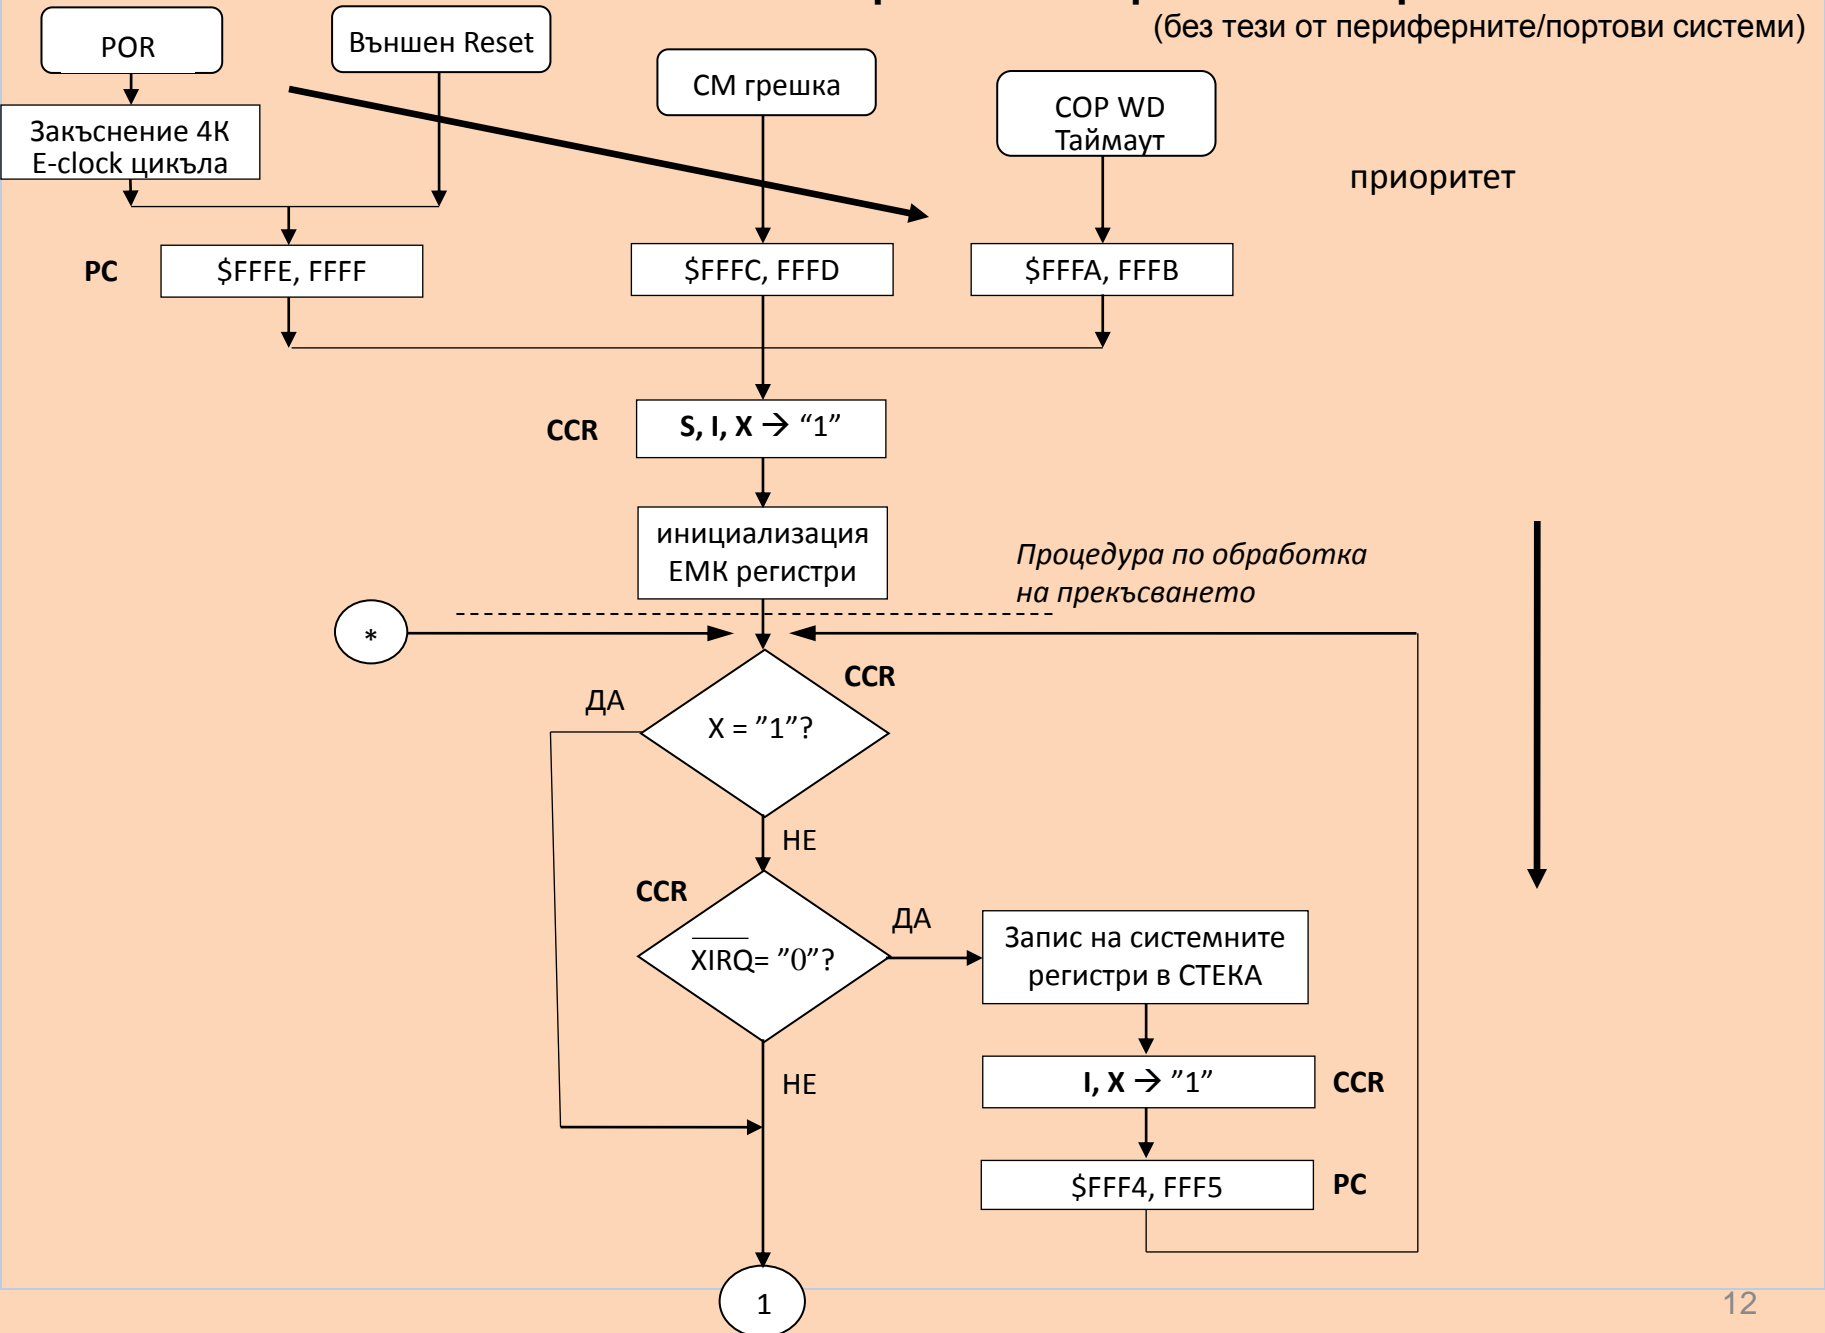 (без тези от периферните/портови системи)
POR
Външен Reset
СМ грешка
COP WD
Таймаут
Закъснение 4К
E-clock цикъла
приоритет
PC
$FFFE, FFFF
$FFFC, FFFD
$FFFA, FFFB
CCR
S, I, X → “1”
инициализация
ЕМК регистри
Процедура по обработка
на прекъсването
*
CCR
ДА
X = ”1”?
НЕ
CCR
ДА
XIRQ= ”0”?
Запис на системните
регистри в СТЕКА
НЕ
I, X → ”1”
CCR
$FFF4, FFF5
PC
1
12